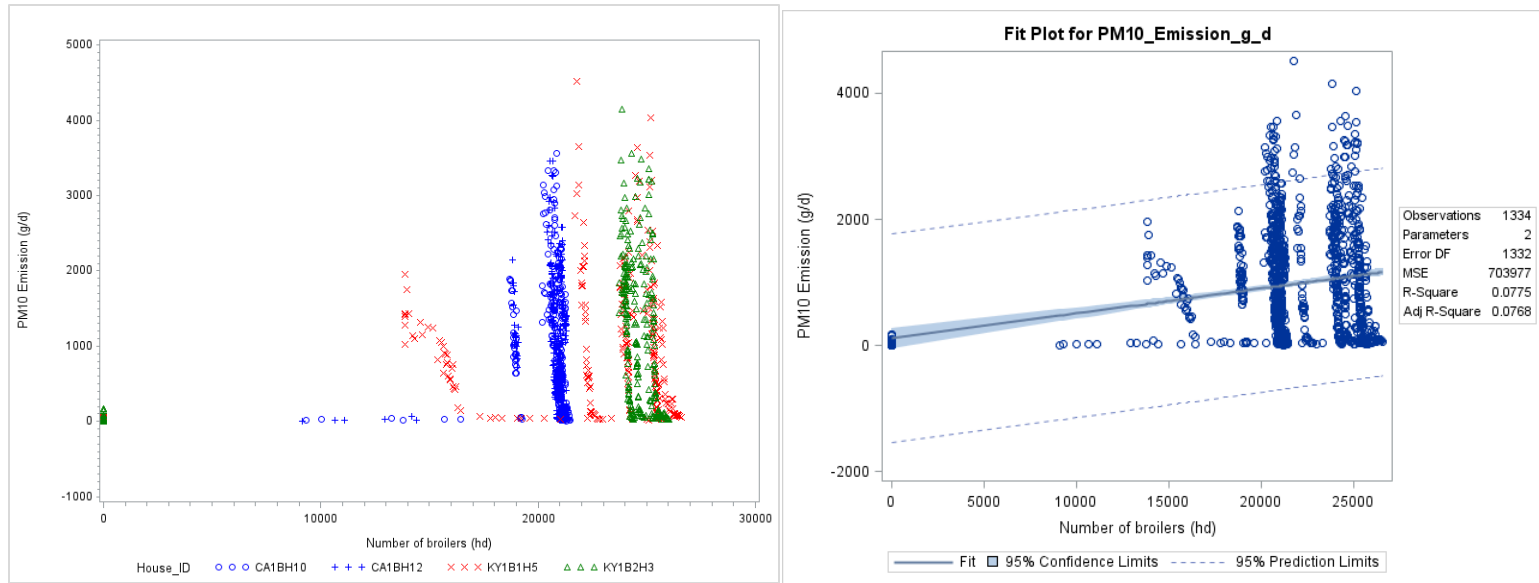 5000
4000
3000
2000
1000
0
-1000
PM10 Emission (g/d)
0 10000 20000 30000
Number of broilers (hd)
House_ID CA1BH10 CA1BH12 KY1B1H5 KY1B2H3
Fit Plot for PM10_Emission_g_d
4000
2000
0
-2000
PM10 Emission (g/d)
0 5000 10000 15000 20000 25000
Number of broilers (hd)
Fit 95% Confidence Limits 95% Prediction Limits
Observations 1334
Parameters 2
Error DF 1332
MSE 703977
R-Square 0.0775
Adj R-Square 0.0768